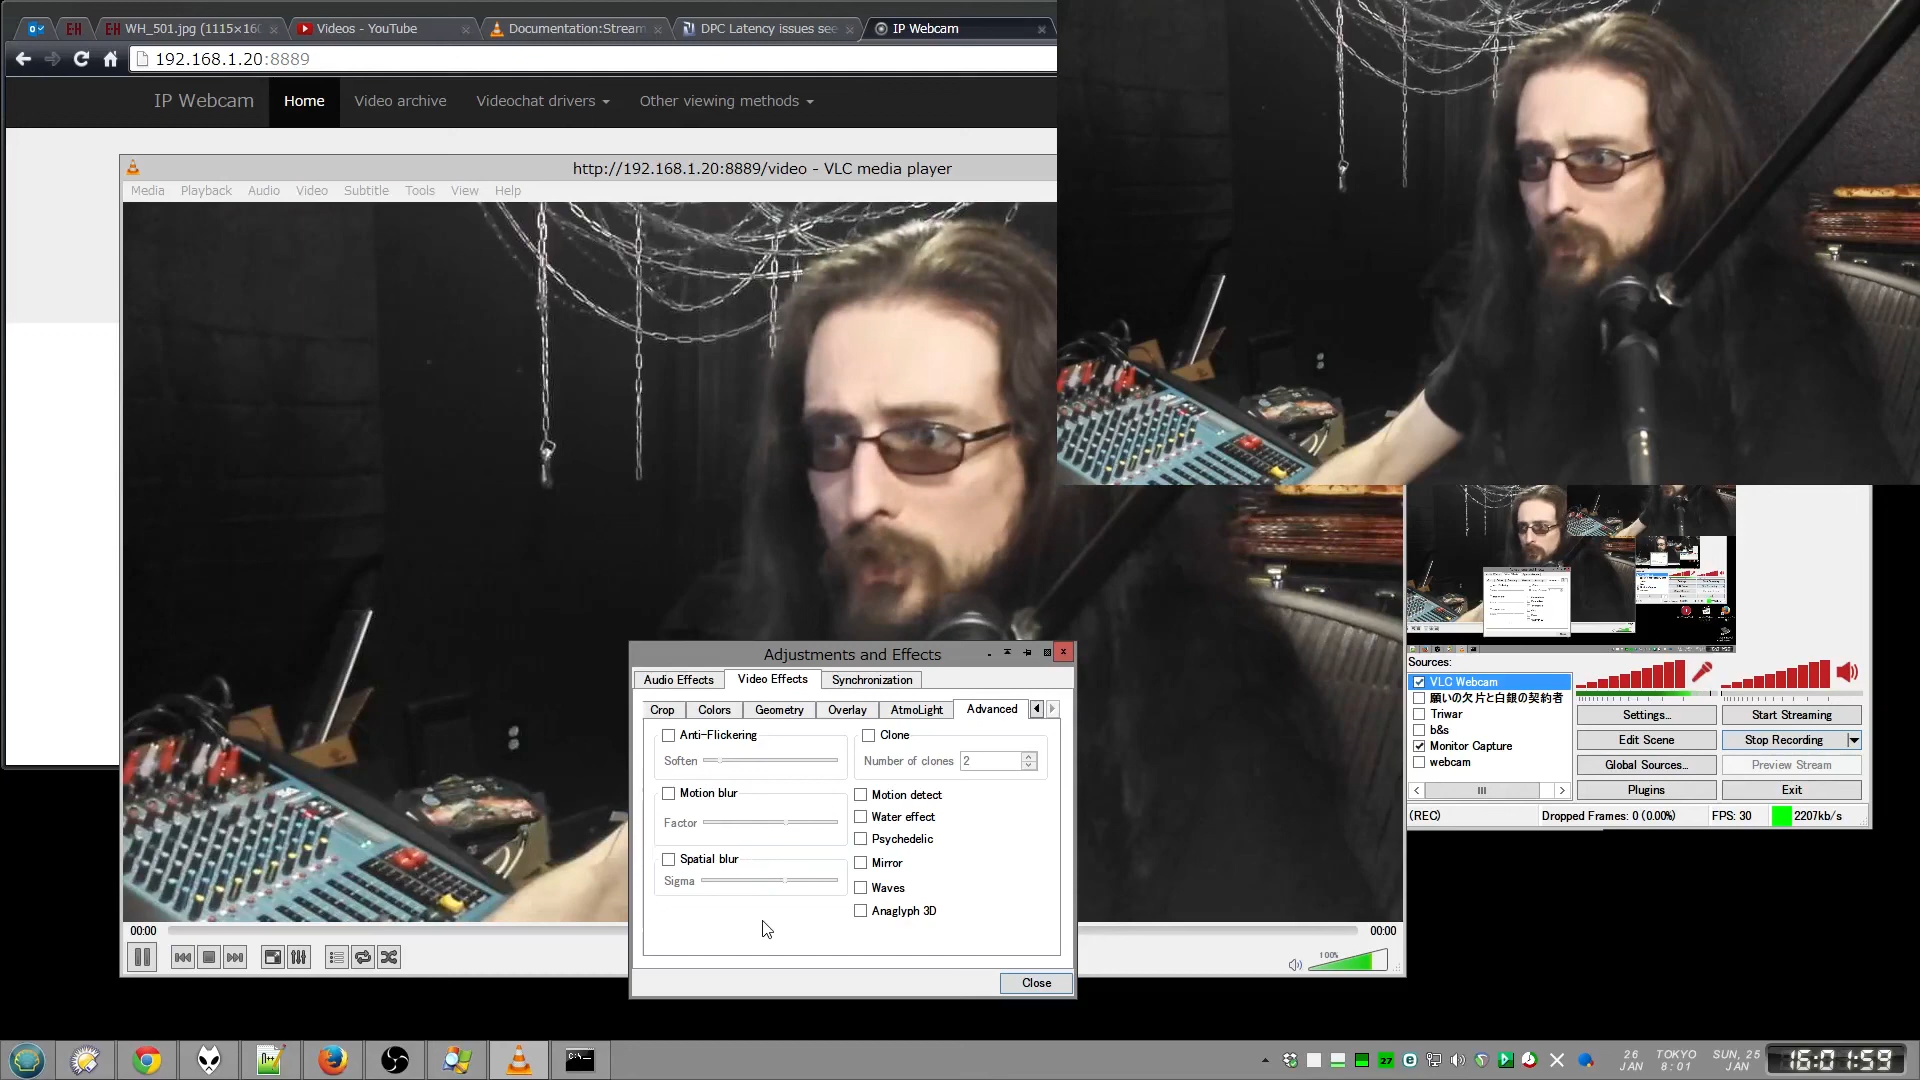 WH_501.jpg (1115×160
Videos - YouTube
Documentation:Stream
DPC Latency issues see
IP Webcam
192.168.1.20:8889
IP Webcam
Home
Video archive
Videochat drivers
Other viewing methods
http://192.168.1.20:8889/video - VLC media player
Media Playback Audio Video Subtitle Tools View Help
Adjustments and Effects
Audio Effects
Video Effects
Synchronization
Crop
Colors
Geometry
Overlay
AtmoLight
Advanced
Anti-Flickering
Soften
Motion blur
Factor
Spatial blur
Sigma
Clone
Number of clones 2
Motion detect
Water effect
Psychedelic
Mirror
Waves
Anaglyph 3D
Close
00:00
00:00
100%
Sources:
VLC Webcam
願いの欠片と白銀の契約者
Triwar
b&s
Monitor Capture
webcam
Settings...
Start Streaming
Edit Scene
Stop Recording
Global Sources...
Preview Stream
Plugins
Exit
(REC)
Dropped Frames: 0 (0.00%)
FPS: 30
2207kb/s
27
26
JAN
TOKYO
8:01
SUN, 25
JAN
16:01:59